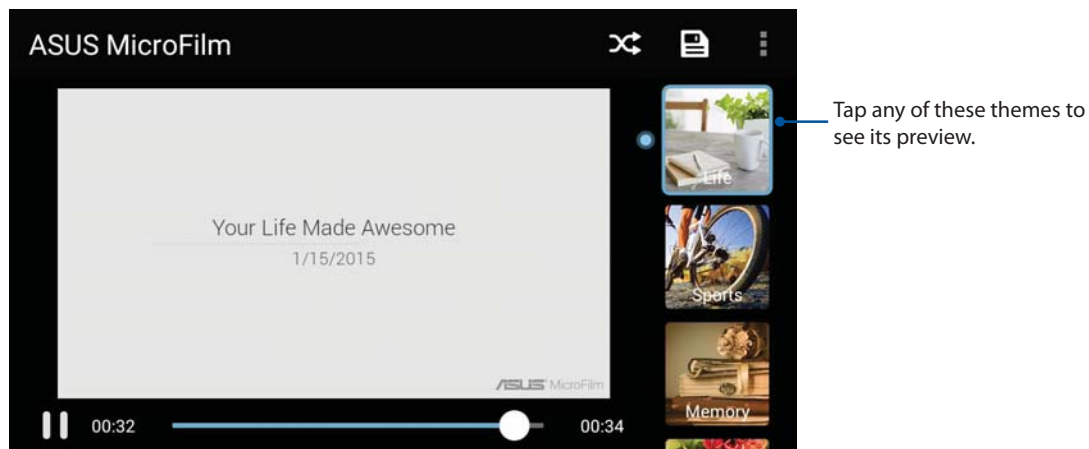 ASUS MicroFilm
Your Life Made Awesome
1/15/2015
ASUS MicroFilm
00:32
00:34
Life
Sports
Memory
Tap any of these themes to
see its preview.